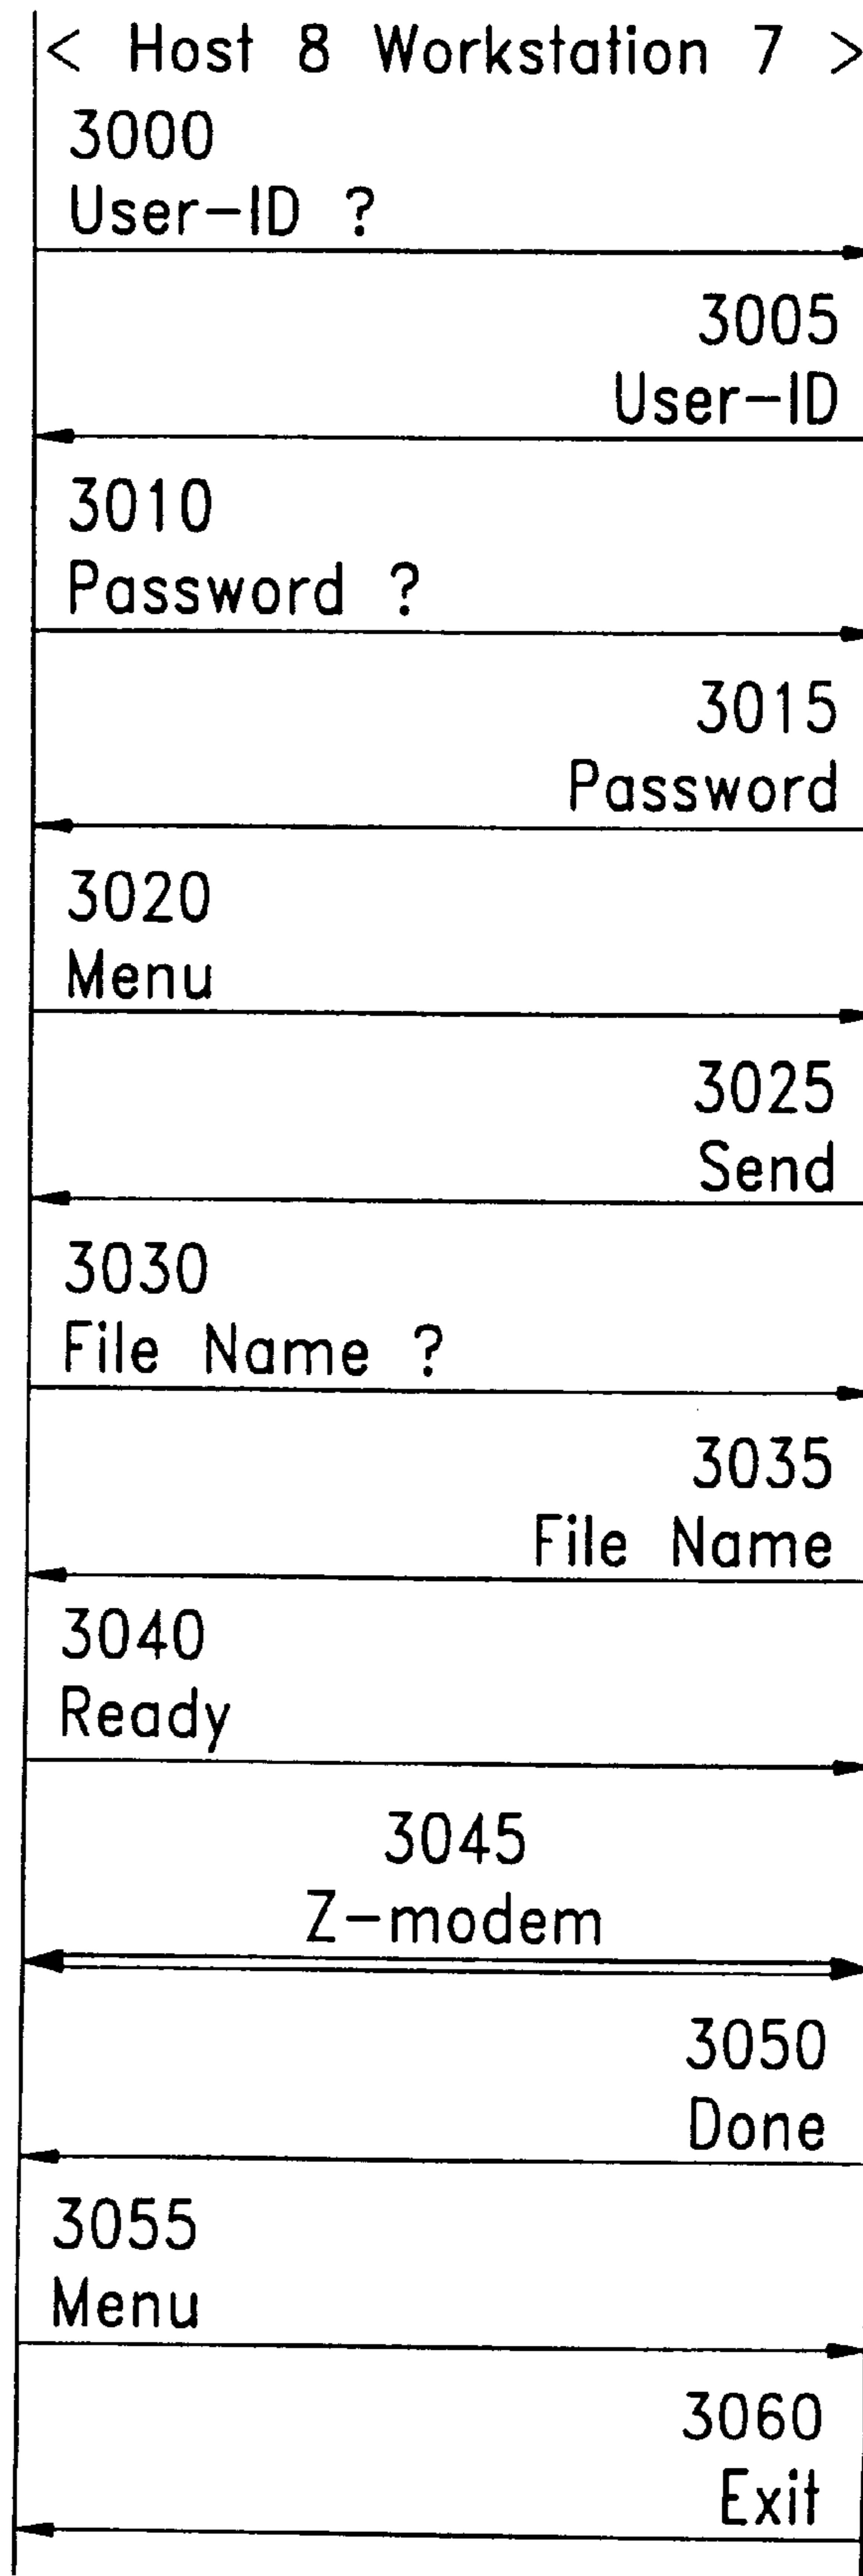 < Host 8 Workstation 7 >
3000
User-ID ?
3005
User-ID
3010
Password ?
3015
Password
3020
Menu
3025
Send
3030
File Name ?
3035
File Name
3040
Ready
3045
Z-modem
3050
Done
3055
Menu
3060
Exit